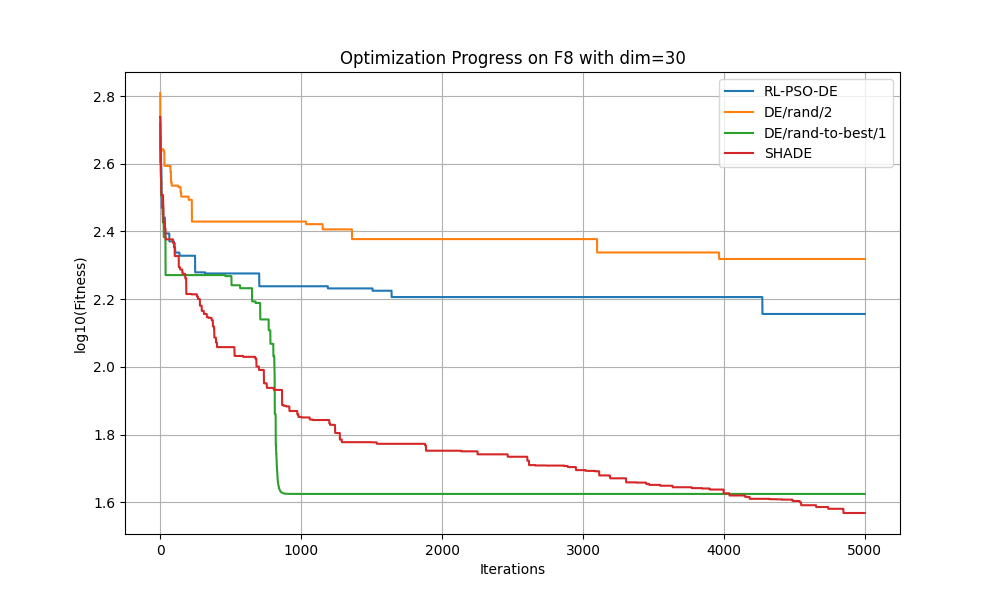 Optimization Progress on F8 with dim=30
RL-PSO-DE
DE/rand/2
DE/rand-to-best/1
SHADE
log10(Fitness)
2.8
2.6
2.4
2.2
2.0
1.8
1.6
0 1000 2000 3000 4000 5000
Iterations